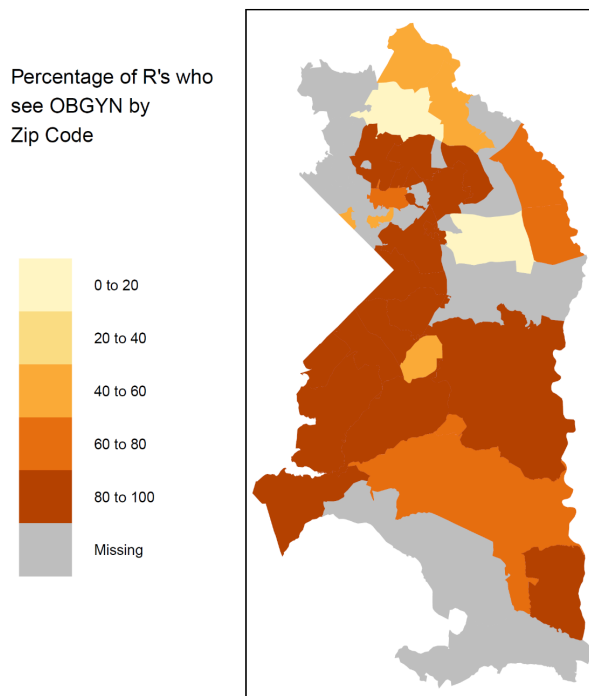 Percentage of R's who
see OBGYN by
Zip Code
0 to 20
20 to 40
40 to 60
60 to 80
80 to 100
Missing